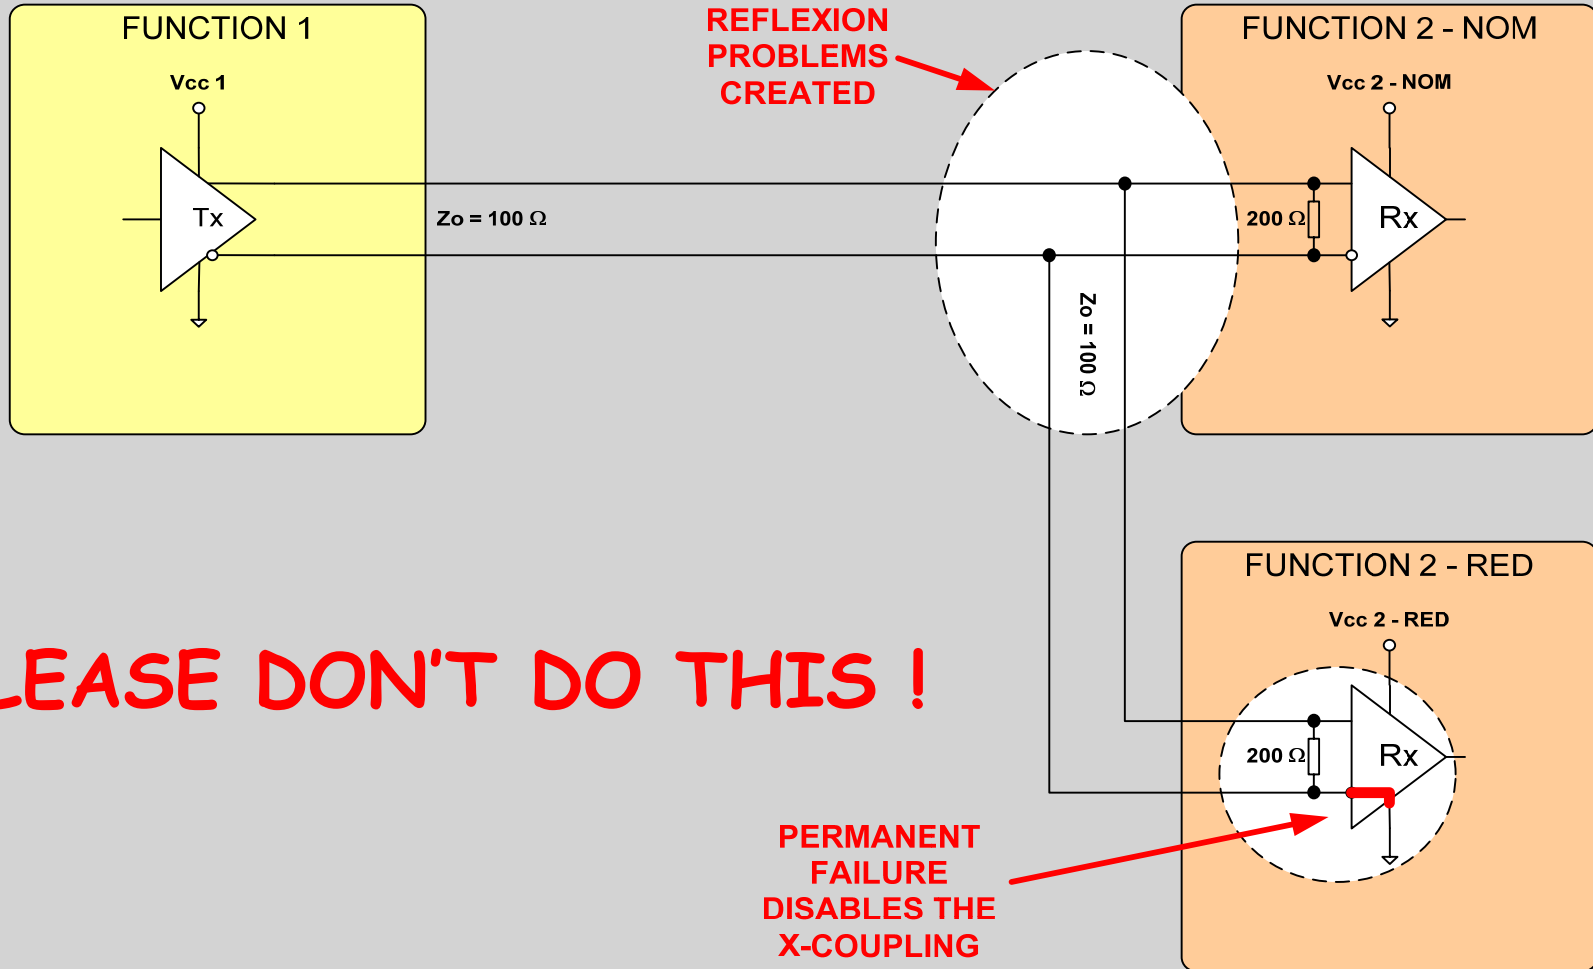 FUNCTION 1
Vcc 1
Tx
Zo = 100 Ω
REFLEXION
PROBLEMS
CREATED
FUNCTION 2 - NOM
Vcc 2 - NOM
200 Ω
Rx
Zo = 100 Ω
LEASE DON'T DO THIS !
FUNCTION 2 - RED
Vcc 2 - RED
200 Ω
Rx
PERMANENT
FAILURE
DISABLES THE
X-COUPLING